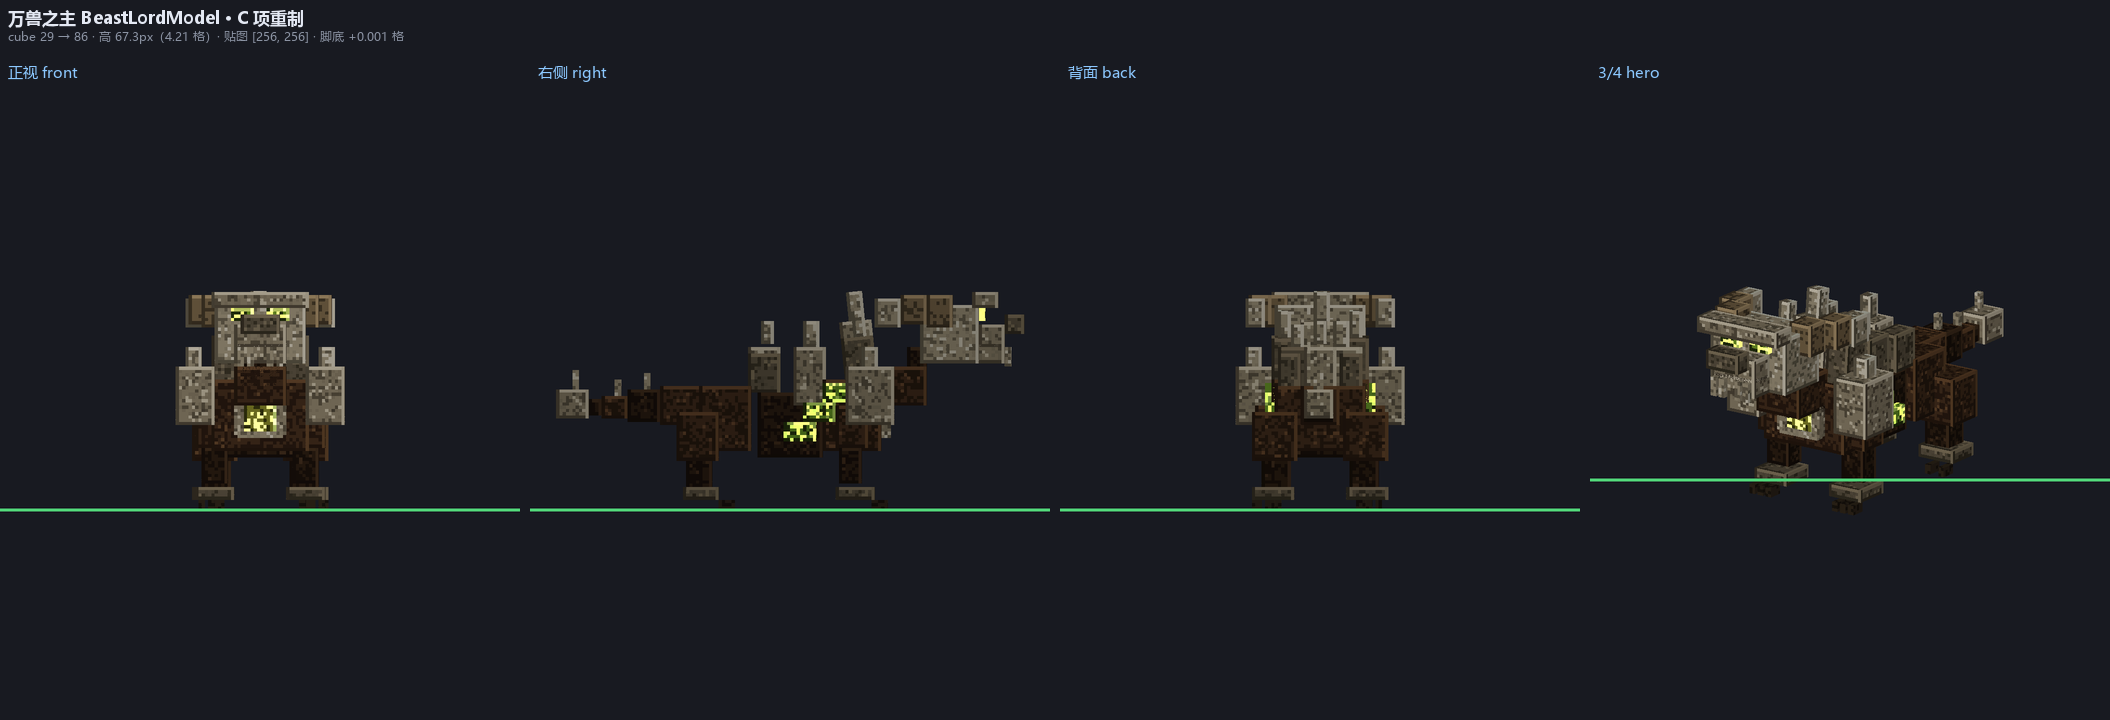 万兽之主 BeastLordModel · C 项重制
cube 29 → 86 · 高 67.3px（4.21 格）· 贴图 [256, 256] · 脚底 +0.001 格
正视 front
右侧 right
背面 back
3/4 hero